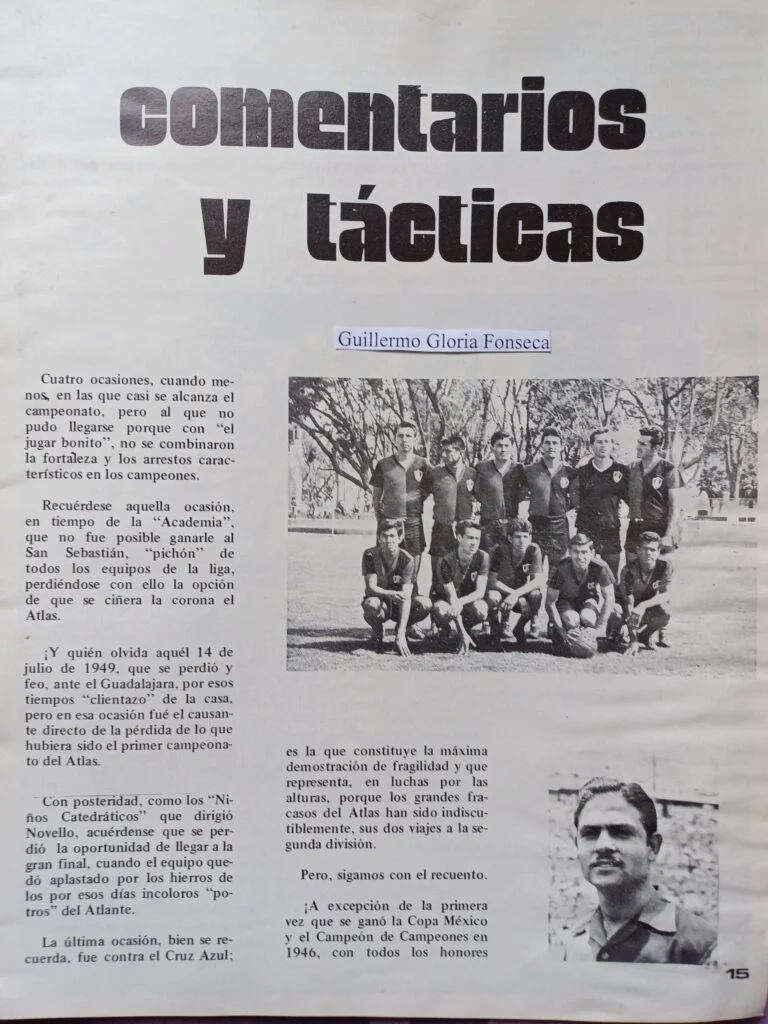 comentarios
y tácticas
Guillermo Gloria Fonseca
Cuatro ocasiones, cuando me-
nos, en las que casi se alcanza el
campeonato, pero al que no
pudo llegarse porque con "el
jugar bonito", no se combinaron
la fortaleza y los arrestos carac-
terísticos en los campeones.
Recuérdese aquella ocasión,
en tiempo de la "Academia",
que no fue posible ganarle al
San Sebastián, "pichón" de
todos los equipos de la liga,
perdiéndose con ello la opción
de que se ciñera la corona el
Atlas.
¡Y quién olvida aquél 14 de
julio de 1949, que se perdió y
feo, ante el Guadalajara, por esos
tiempos "clientazo" de la casa,
pero en esa ocasión fué el causan-
te directo de la pérdida de lo que
hubiera sido el primer campeona-
to del Atlas.
Con posteridad, como los "Ni-
ños Catedráticos" que dirigió
Novello, acuérdense que se per-
dió la oportunidad de llegar a la
gran final, cuando el equipo que-
dó aplastado por los hierros de
los por esos días incoloros "po-
tros" del Atlante.
La última ocasión, bien se re-
cuerda, fue contra el Cruz Azul;
es la que constituye la máxima
demostración de fragilidad y que
representa, en luchas por las
alturas, porque los grandes fra-
casos del Atlas han sido indiscu-
tiblemente, sus dos viajes a la se-
gunda división.
Pero, sigamos con el recuento.
¡A excepción de la primera
vez que se ganó la Copa México
y el Campeón de Campeones en
1946, con todos los honores
15